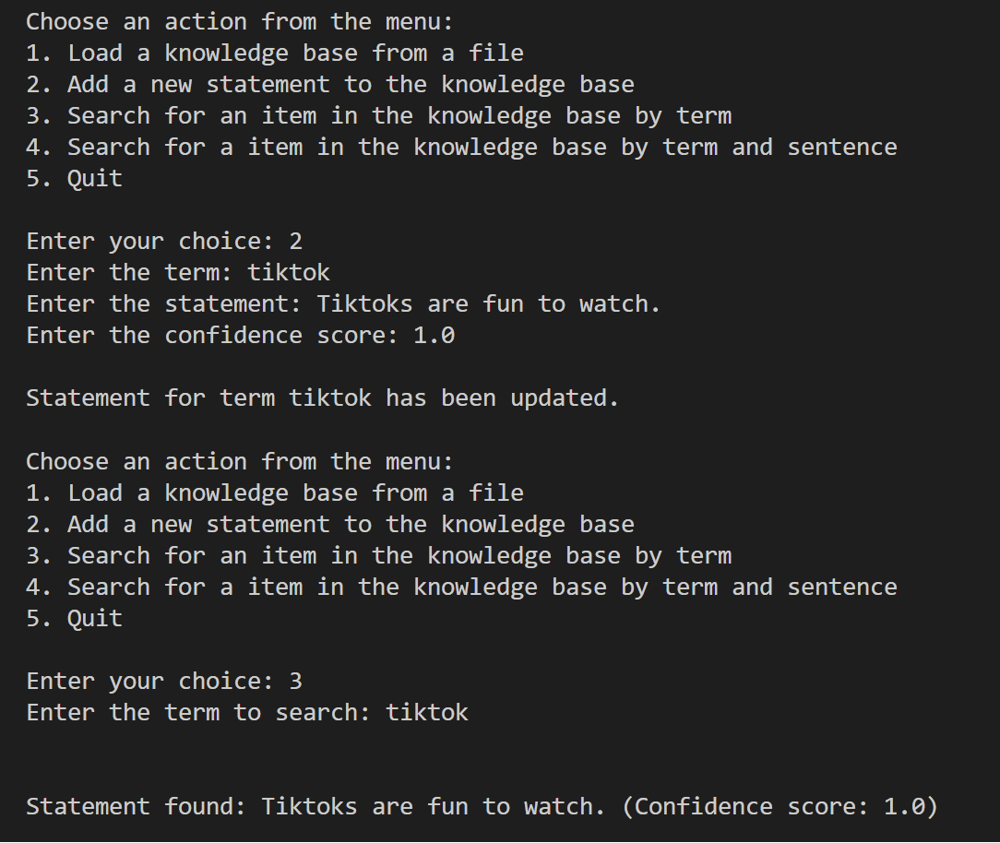 Choose an action from the menu:
1. Load a knowledge base from a file
2. Add a new statement to the knowledge base
3. Search for an item in the knowledge base by term
4. Search for a item in the knowledge base by term and sentence
5. Quit
Enter your choice: 2
Enter the term: tiktok
Enter the statement: Tiktoks are fun to watch.
Enter the confidence score: 1.0
Statement for term tiktok has been updated.
Choose an action from the menu:
1. Load a knowledge base from a file
2. Add a new statement to the knowledge base
3. Search for an item in the knowledge base by term
4. Search for a item in the knowledge base by term and sentence
5. Quit
Enter your choice: 3
Enter the term to search: tiktok
Statement found: Tiktoks are fun to watch. (Confidence score: 1.0)